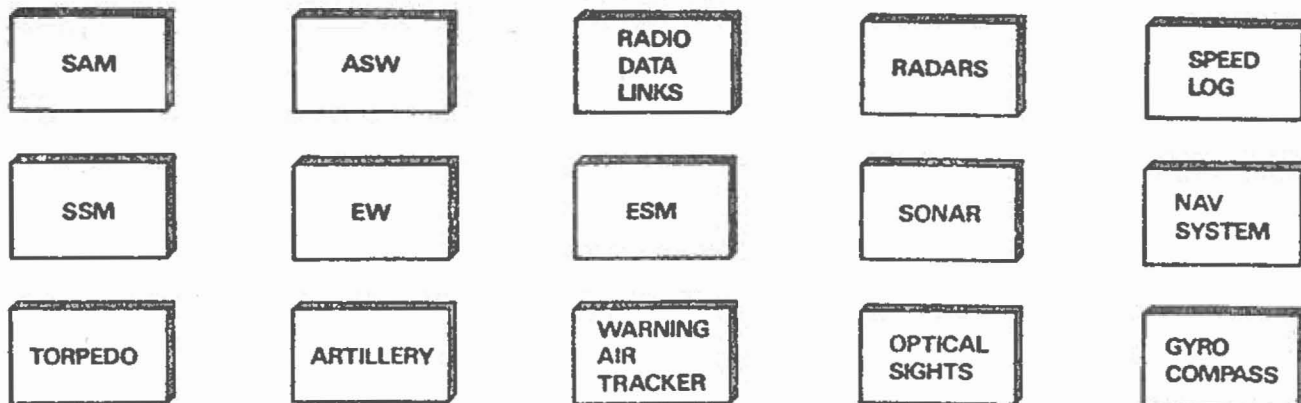 SAM
ASW
RADIO
DATA
LINKS
RADARS
SPEED
LOG
SSM
EW
ESM
SONAR
NAV
SYSTEM
TORPEDO
ARTILLERY
WARNING
AIR
TRACKER
OPTICAL
SIGHTS
GYRO
COMPASS